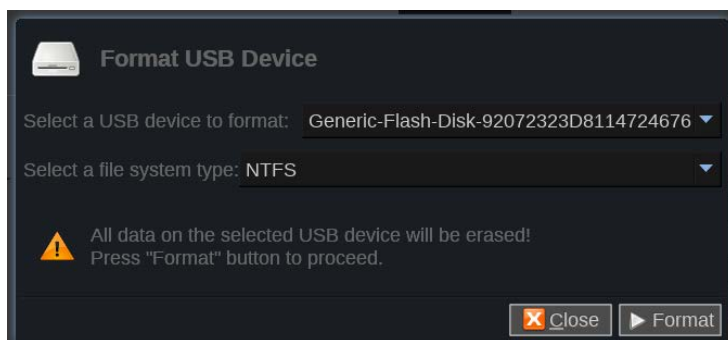 Format USB Device
Select a USB device to format: Generic-Flash-Disk-92072323D8114724676
Select a file system type: NTFS
All data on the selected USB device will be erased!
Press "Format" button to proceed.
Close Format